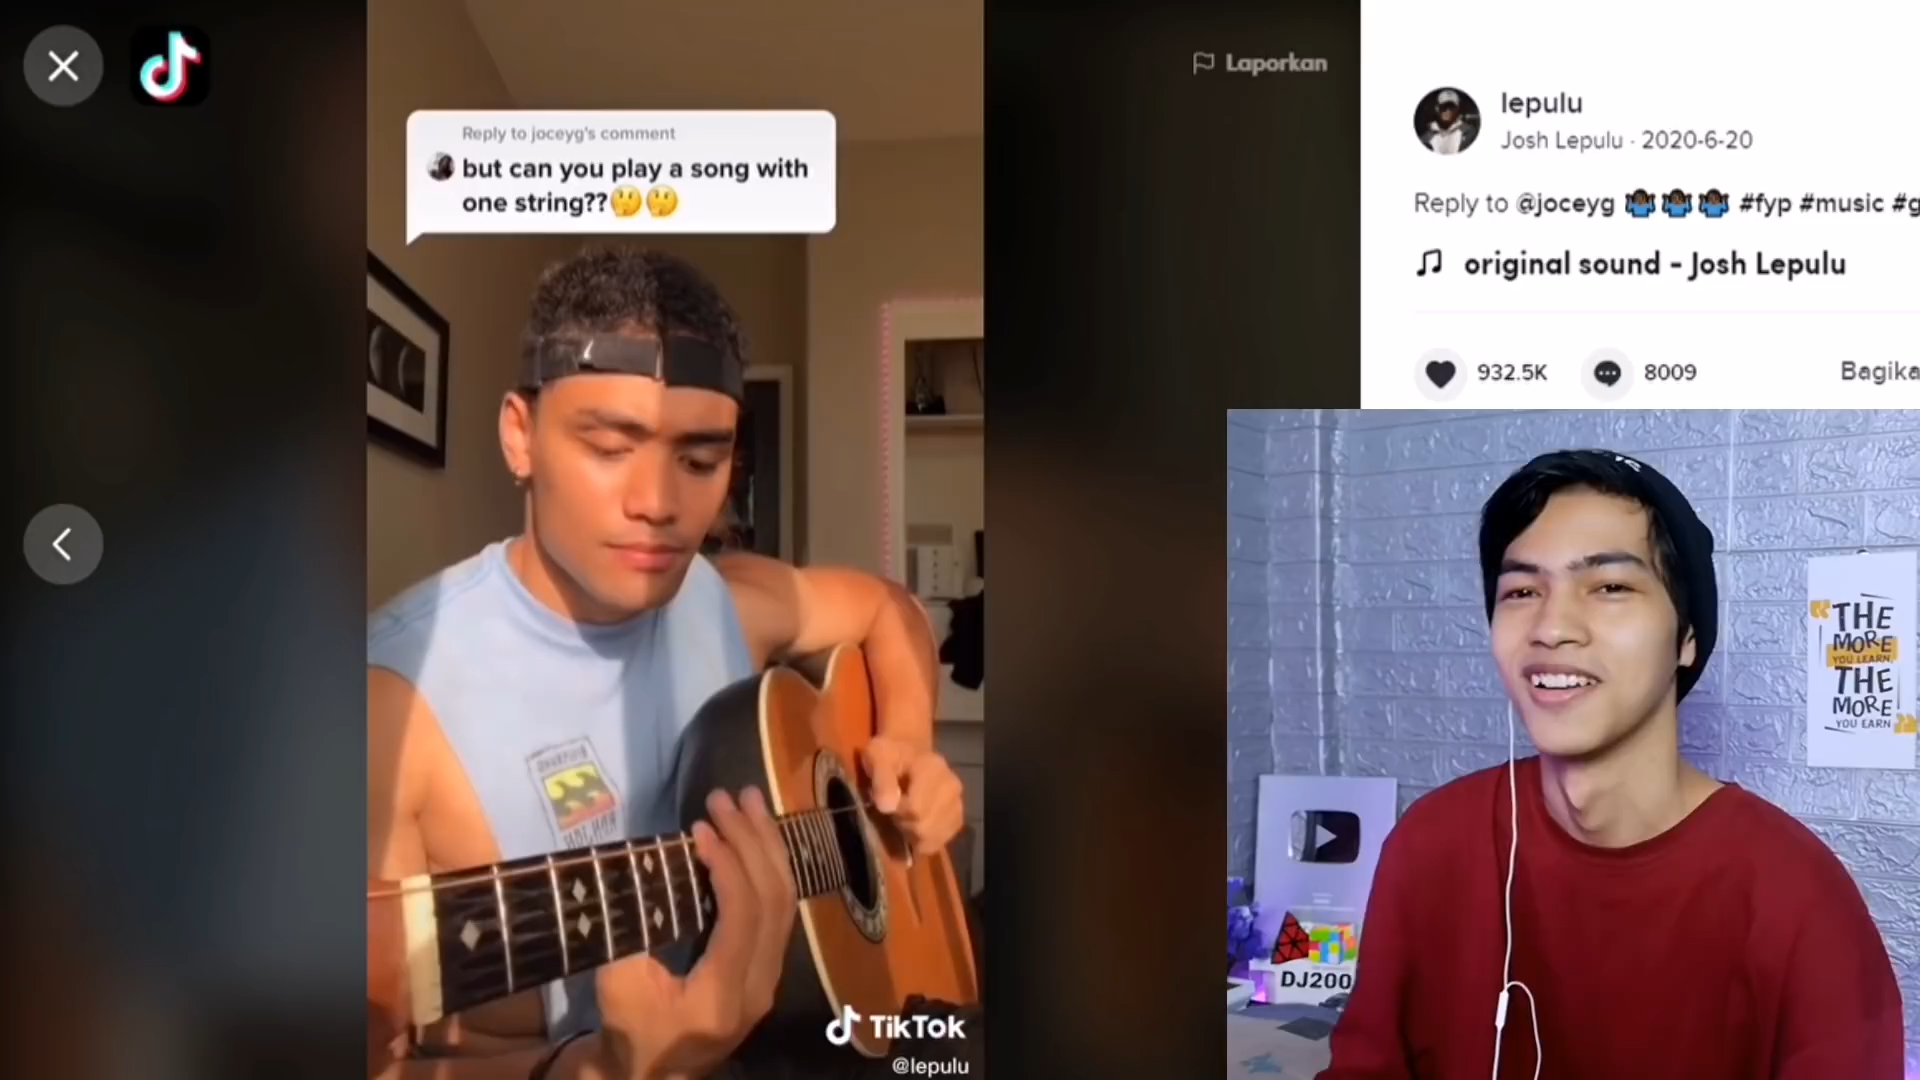 Laporkan
Reply to joceyg's comment
but can you play a song with
one string??🤔🤔
lepulu
Josh Lepulu · 2020-6-20
Reply to @joceyg 🤷🏾‍♂️🤷🏾‍♂️🤷🏾‍♂️ #fyp #music #g
original sound - Josh Lepulu
932.5K
8009
Bagika
TikTok
@lepulu
THE
MORE
YOU LEARN
THE
MORE
YOU EARN
DJ200